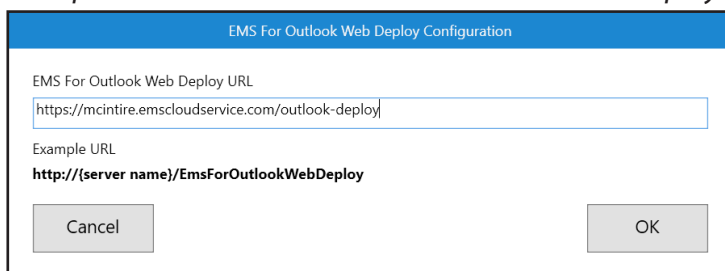 EMS For Outlook Web Deploy Configuration
EMS For Outlook Web Deploy URL
https://mcintire.emscloudservice.com/outlook-deploy
Example URL
http://{server name}/EmsForOutlookWebDeploy
Cancel
OK